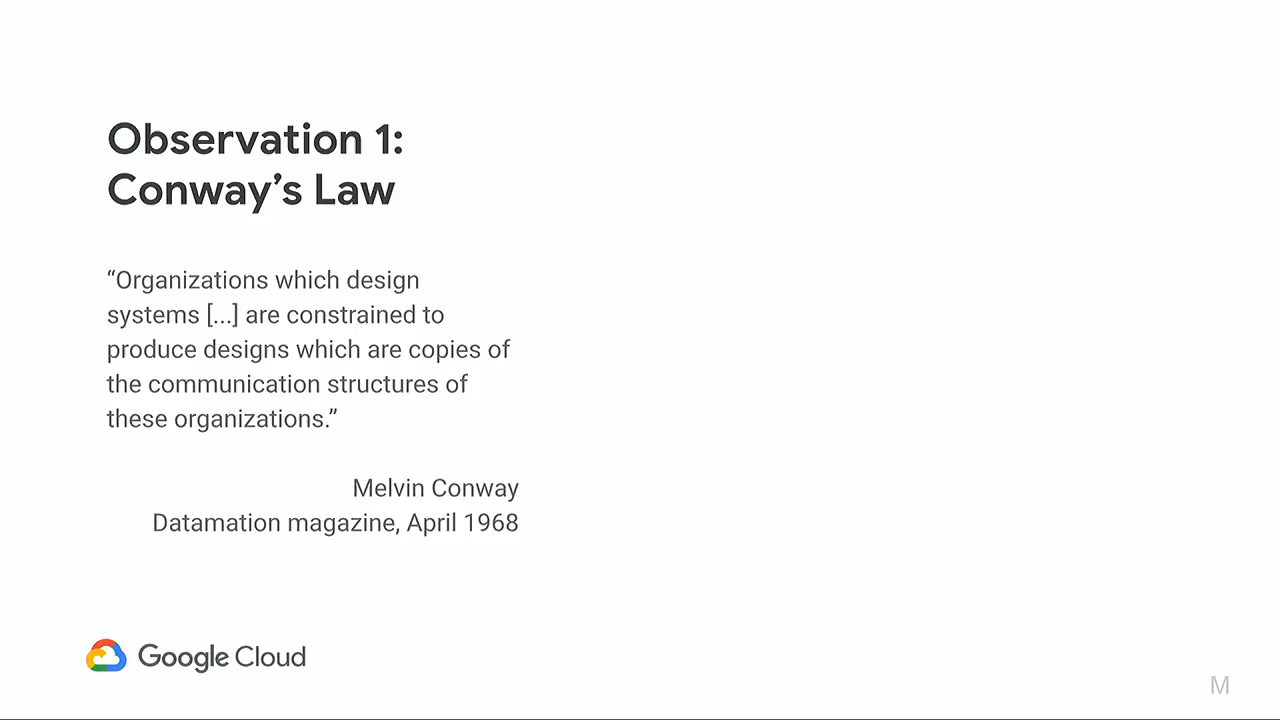 Observation 1:
Conway’s Law
“Organizations which design
systems [...] are constrained to
produce designs which are copies of
the communication structures of
these organizations.”
Melvin Conway
Datamation magazine, April 1968
Google Cloud
M